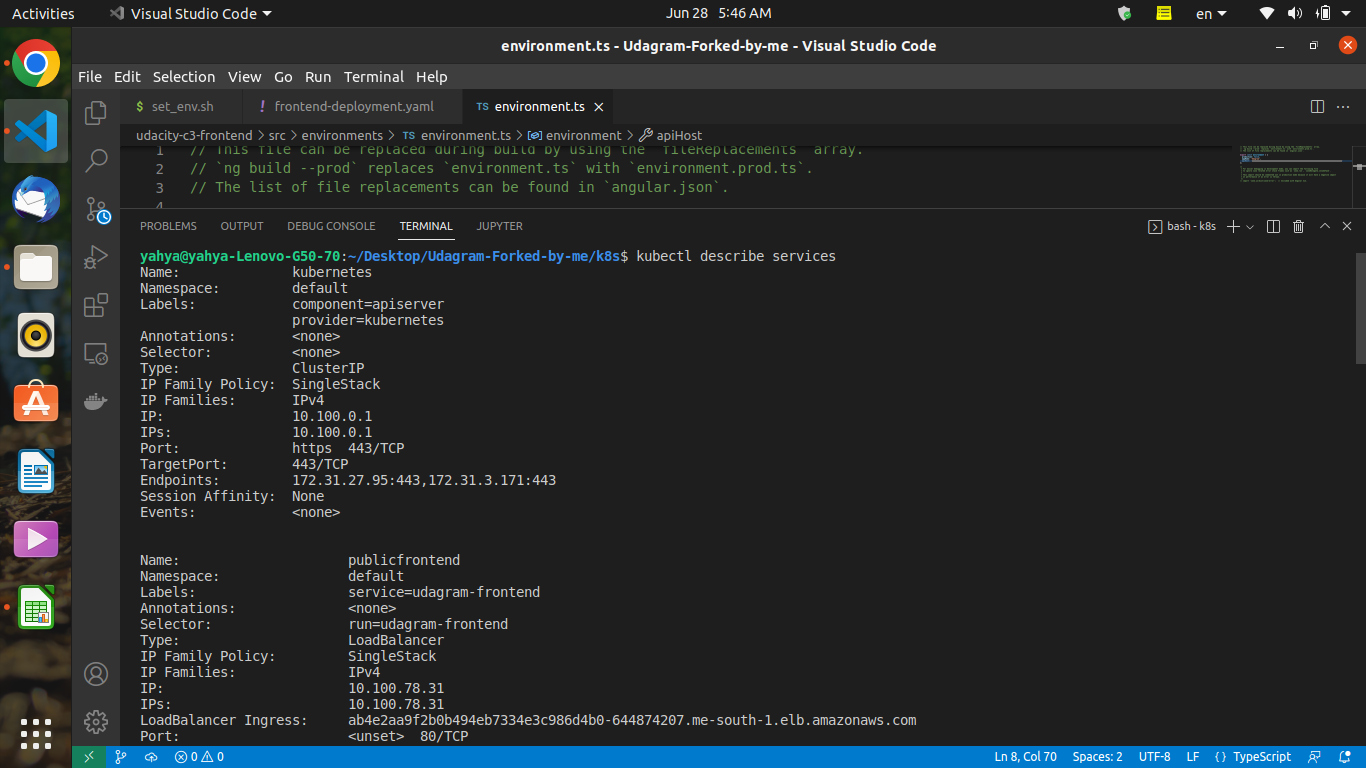 Activities
Visual Studio Code
Jun 28 5:46 AM
en
environment.ts - Udagram-Forked-by-me - Visual Studio Code
File Edit Selection View Go Run Terminal Help
$ set_env.sh
! frontend-deployment.yaml
TS environment.ts
udacity-c3-frontend > src > environments > TS environment.ts > environment > apiHost
1 // This file can be replaced during build by using the `fileReplacements` array.
2 // `ng build --prod` replaces `environment.ts` with `environment.prod.ts`.
3 // The list of file replacements can be found in `angular.json`.
4
PROBLEMS OUTPUT DEBUG CONSOLE TERMINAL JUPYTER
bash - k8s
yahya@yahya-Lenovo-G50-70:~/Desktop/Udagram-Forked-by-me/k8s$ kubectl describe services
Name: kubernetes
Namespace: default
Labels: component=apiserver
provider=kubernetes
Annotations: <none>
Selector: <none>
Type: ClusterIP
IP Family Policy: SingleStack
IP Families: IPv4
IP: 10.100.0.1
IPs: 10.100.0.1
Port: https 443/TCP
TargetPort: 443/TCP
Endpoints: 172.31.27.95:443,172.31.3.171:443
Session Affinity: None
Events: <none>
Name: publicfrontend
Namespace: default
Labels: service=udagram-frontend
Annotations: <none>
Selector: run=udagram-frontend
Type: LoadBalancer
IP Family Policy: SingleStack
IP Families: IPv4
IP: 10.100.78.31
IPs: 10.100.78.31
LoadBalancer Ingress: ab4e2aa9f2b0b494eb7334e3c986d4b0-644874207.me-south-1.elb.amazonaws.com
Port: <unset> 80/TCP
0 0
Ln 8, Col 70 Spaces: 2 UTF-8 LF {} TypeScript